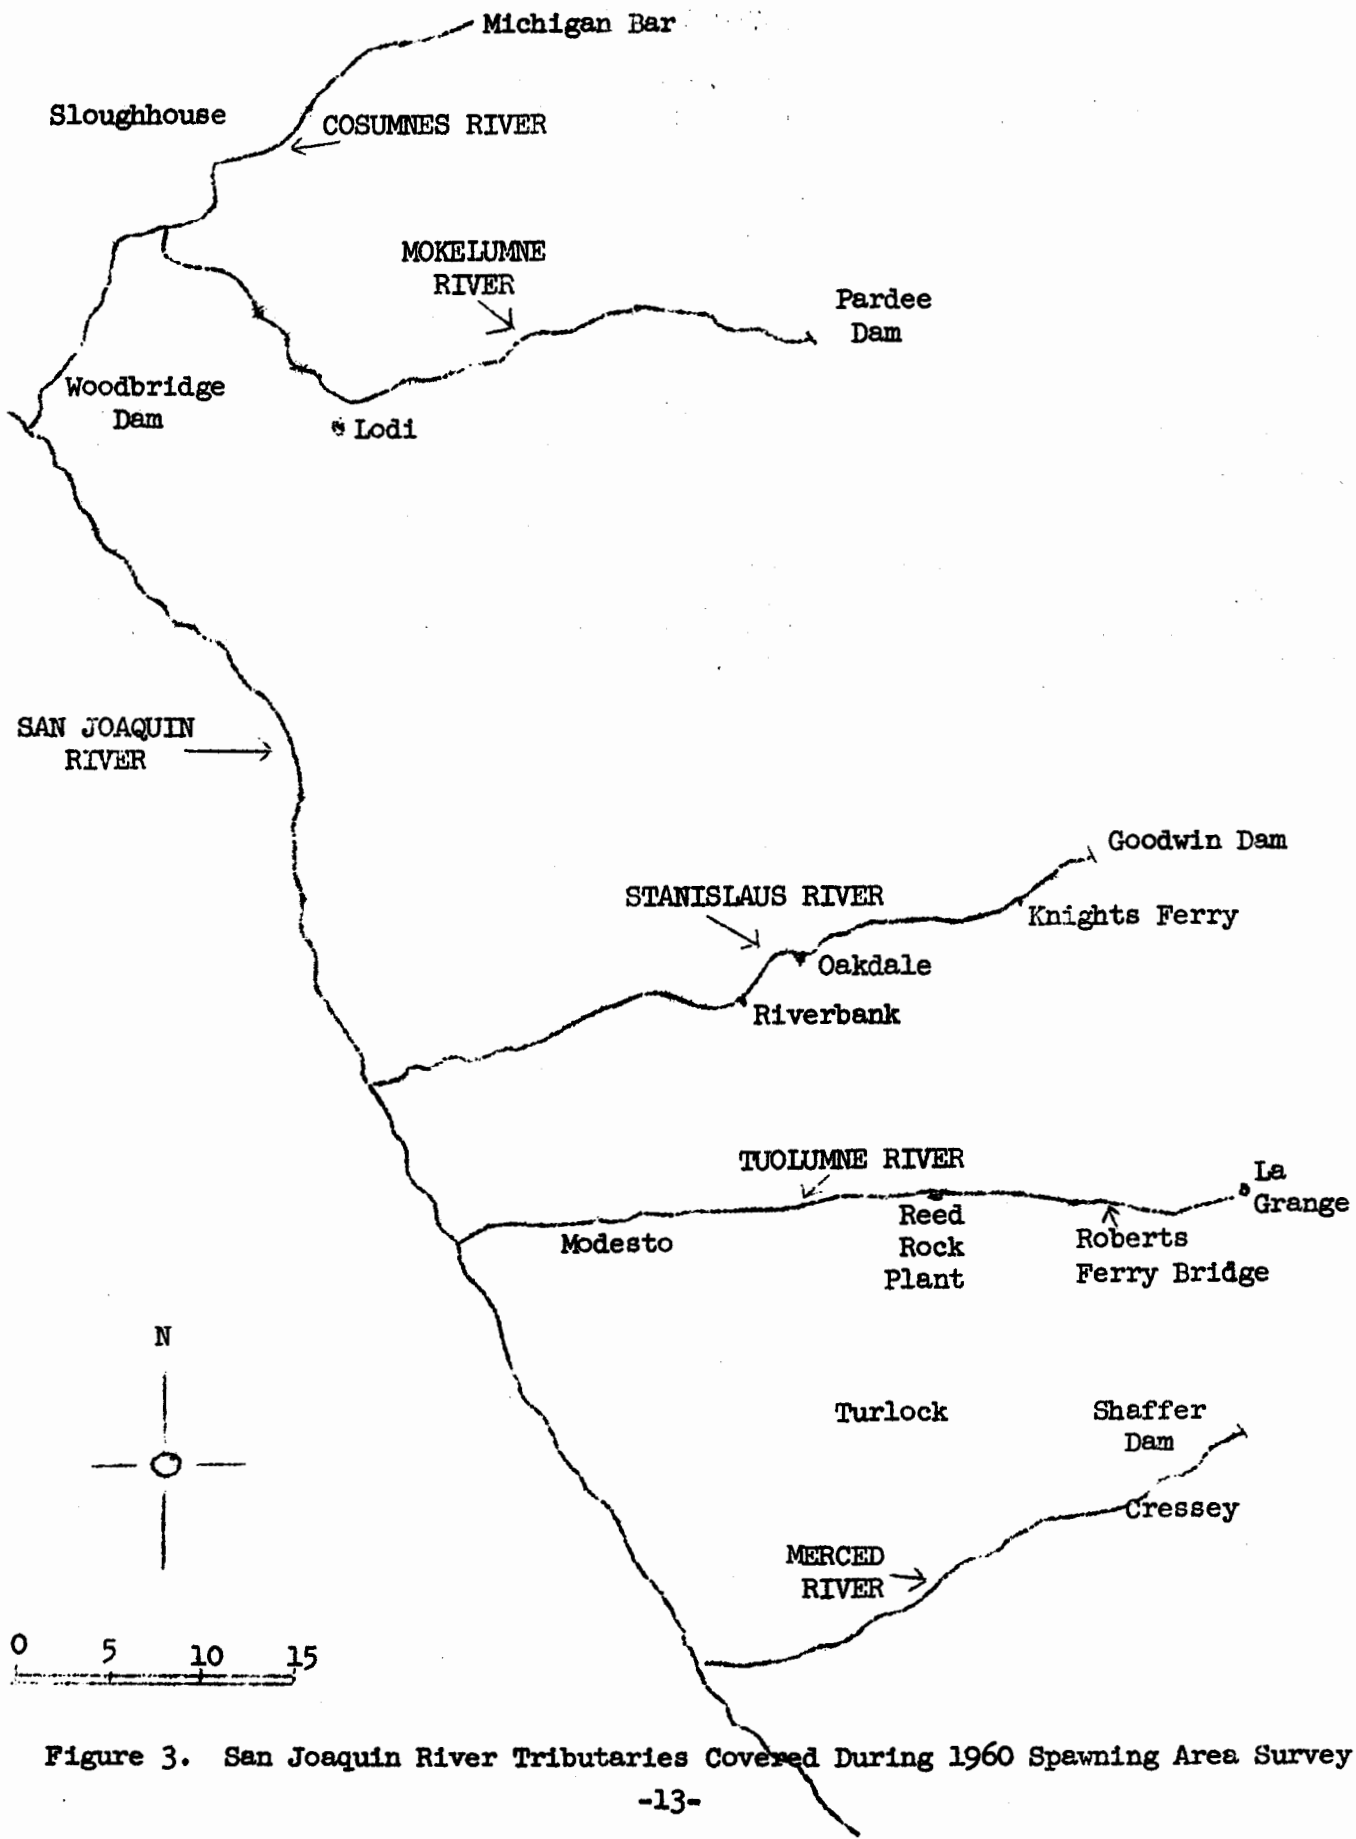 Michigan Bar
Sloughhouse
COSUMNES RIVER
MOKELUMNE
RIVER
Pardee
Dam
Woodbridge
Dam
Lodi
SAN JOAQUIN
RIVER
Goodwin Dam
STANISLAUS RIVER
Knights Ferry
Oakdale
Riverbank
TUOLUMNE RIVER
La
Grange
Reed
Rock
Plant
Roberts
Ferry Bridge
Modesto
N
Turlock
Shaffer
Dam
Cressey
MERCED
RIVER
0 5 10 15
Figure 3. San Joaquin River Tributaries Covered During 1960 Spawning Area Survey
-13-